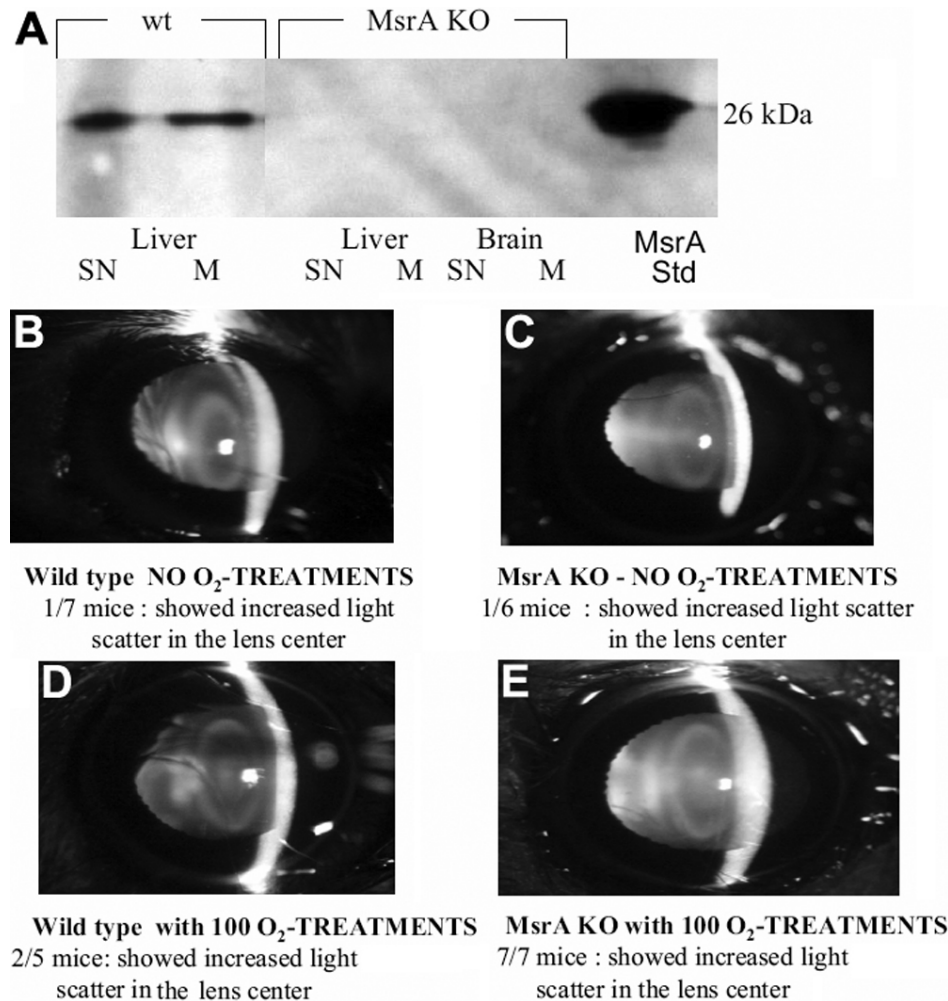 A
wt
MsrA KO
26 kDa
Liver
Liver
Brain
MsrA
SN
M
SN
M
SN
M
Std
B
C
Wild type NO O₂-TREATMENTS
1/7 mice : showed increased light
scatter in the lens center
MsrA KO - NO O₂-TREATMENTS
1/6 mice : showed increased light scatter
in the lens center
D
E
Wild type with 100 O₂-TREATMENTS
2/5 mice: showed increased light
scatter in the lens center
MsrA KO with 100 O₂-TREATMENTS
7/7 mice : showed increased light
scatter in the lens center